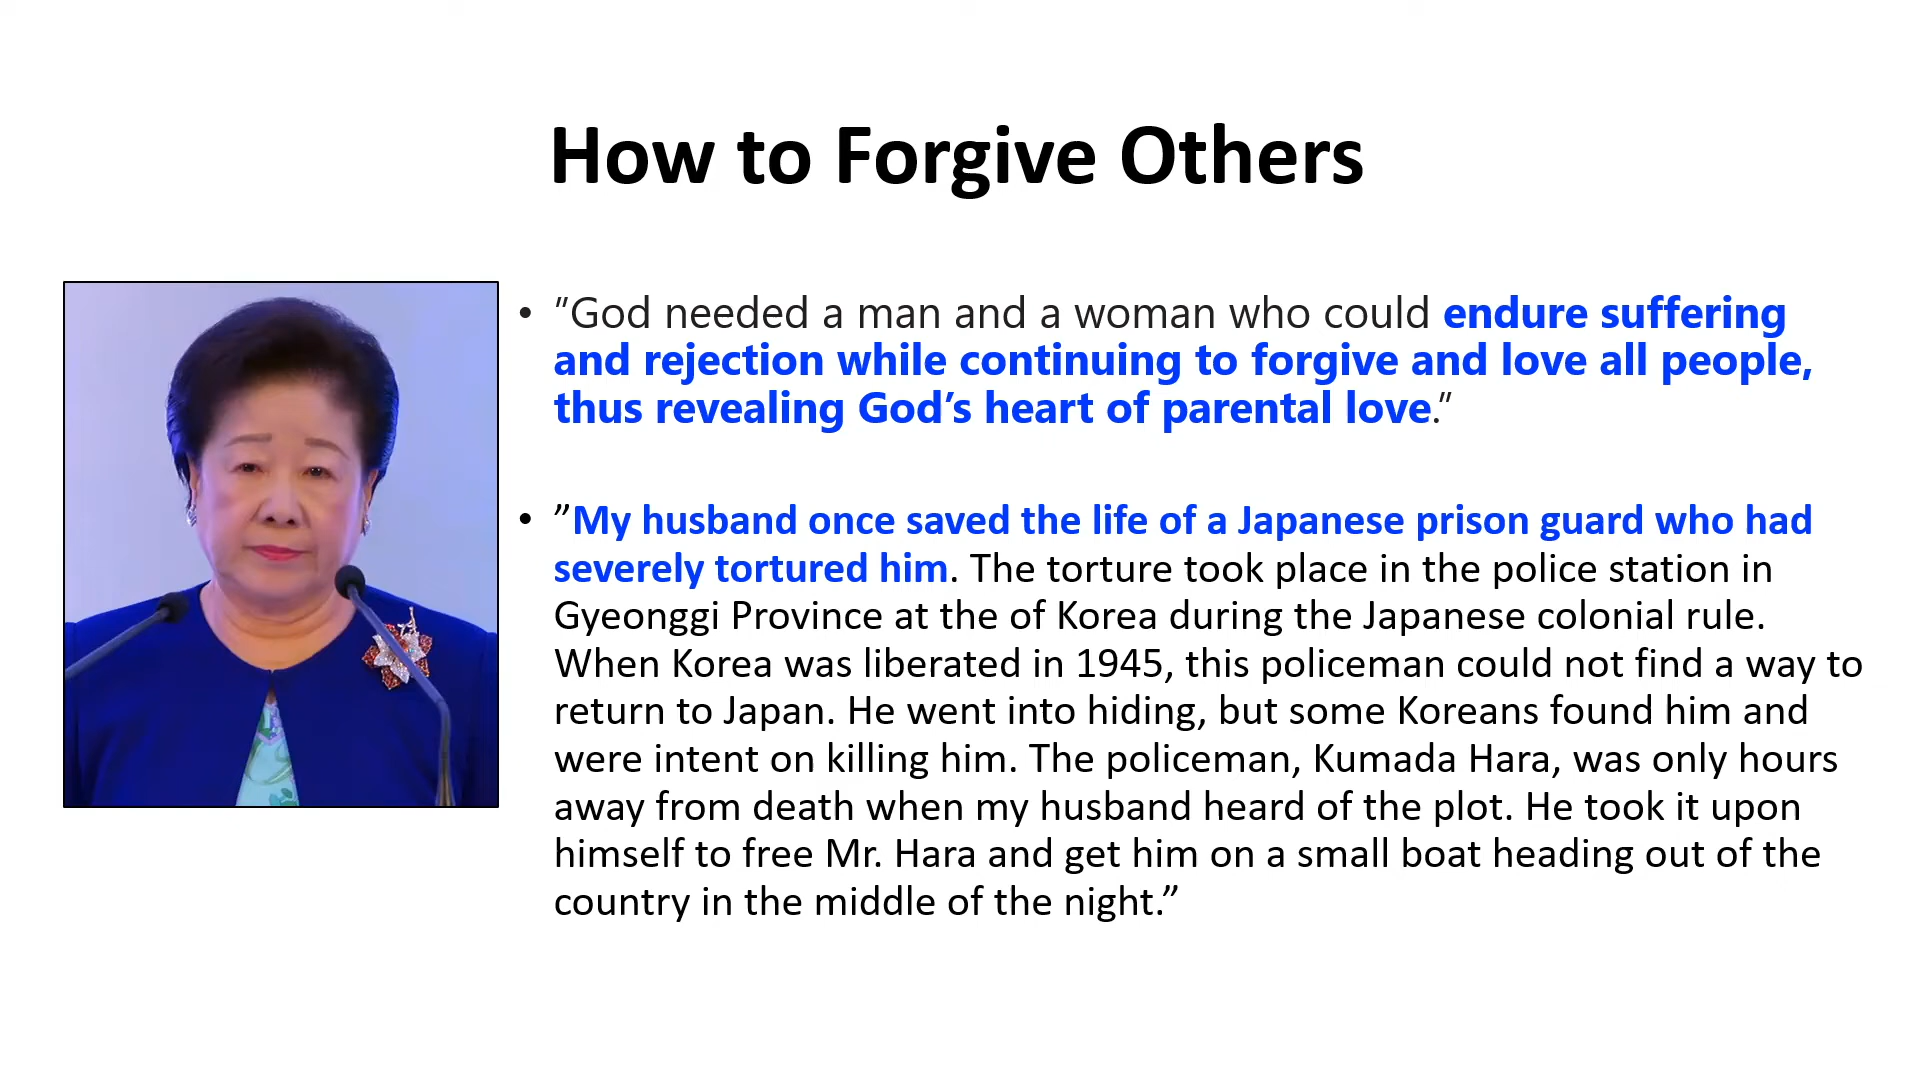 How to Forgive Others
• "God needed a man and a woman who could endure suffering
and rejection while continuing to forgive and love all people,
thus revealing God’s heart of parental love.”
• ”My husband once saved the life of a Japanese prison guard who had
severely tortured him. The torture took place in the police station in
Gyeonggi Province at the of Korea during the Japanese colonial rule.
When Korea was liberated in 1945, this policeman could not find a way to
return to Japan. He went into hiding, but some Koreans found him and
were intent on killing him. The policeman, Kumada Hara, was only hours
away from death when my husband heard of the plot. He took it upon
himself to free Mr. Hara and get him on a small boat heading out of the
country in the middle of the night.”